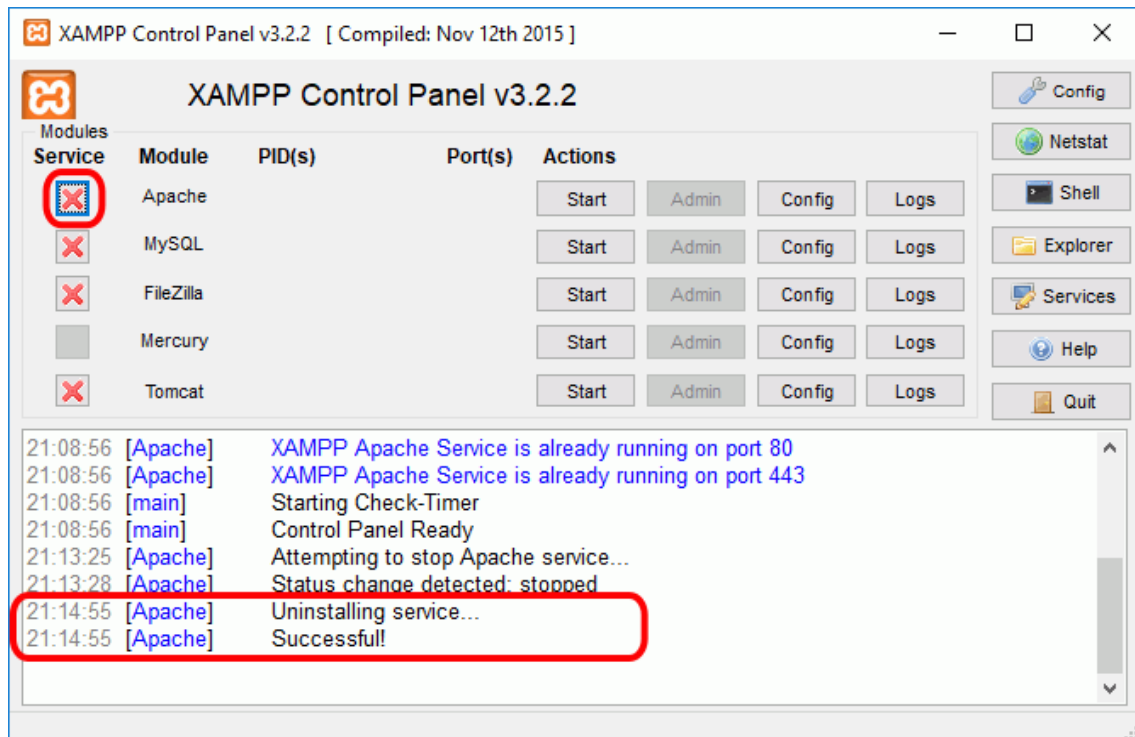 XAMPP Control Panel v3.2.2 [ Compiled: Nov 12th 2015 ]
XAMPP Control Panel v3.2.2
Config
Modules
Netstat
Service Module PID(s) Port(s) Actions
Apache Start Admin Config Logs
Shell
MySQL Start Admin Config Logs
Explorer
FileZilla Start Admin Config Logs
Services
Mercury Start Admin Config Logs
Help
Tomcat Start Admin Config Logs
Quit
21:08:56 [Apache] XAMPP Apache Service is already running on port 80
21:08:56 [Apache] XAMPP Apache Service is already running on port 443
21:08:56 [main] Starting Check-Timer
21:08:56 [main] Control Panel Ready
21:13:25 [Apache] Attempting to stop Apache service...
21:13:28 [Apache] Status change detected: stopped
21:14:55 [Apache] Uninstalling service...
21:14:55 [Apache] Successful!